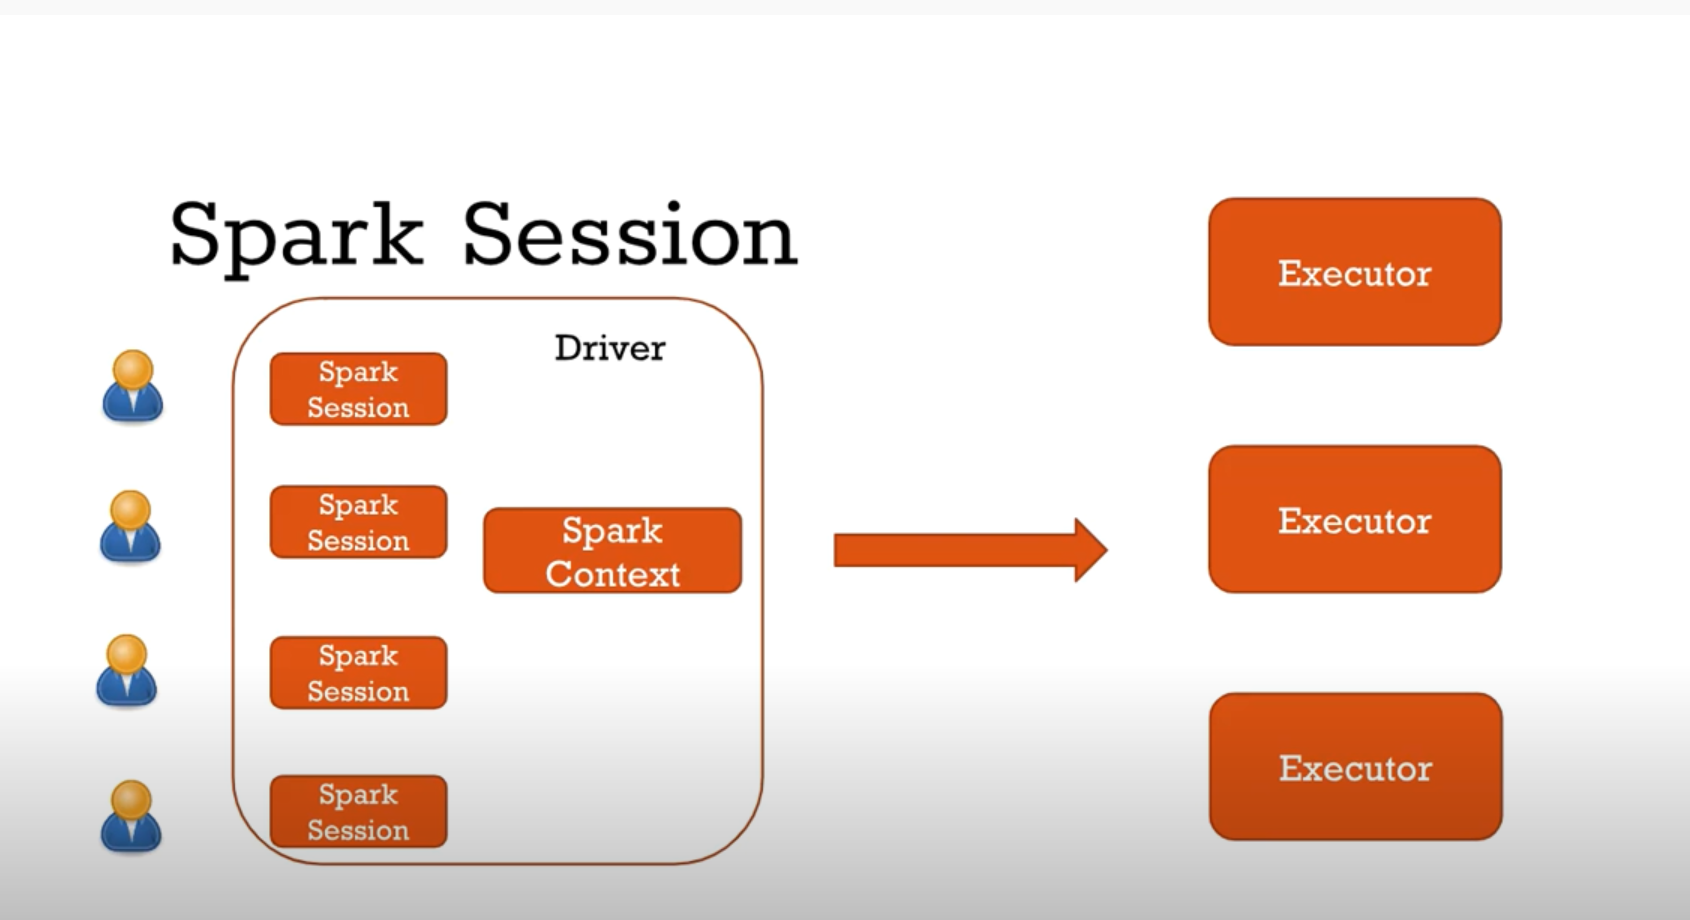 Spark Session
Driver
Spark
Session
Spark
Session
Spark
Context
Spark
Session
Spark
Session
Executor
Executor
Executor